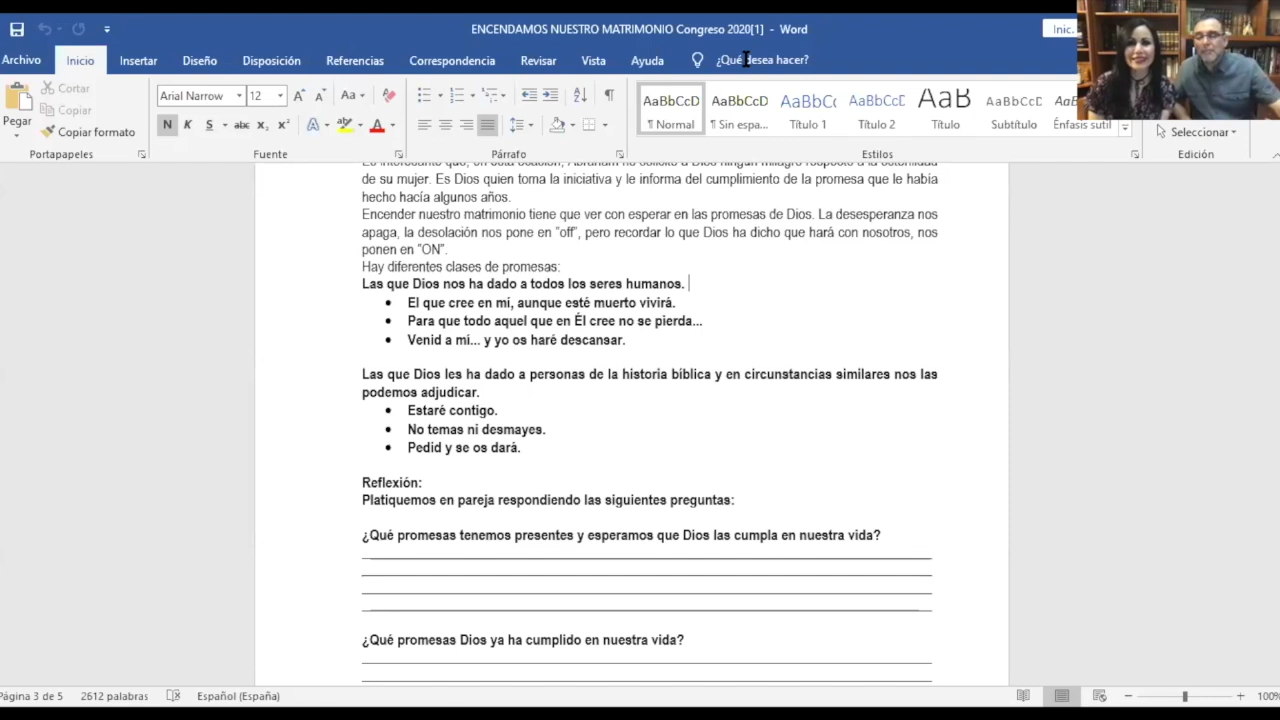 ENCENDAMOS NUESTRO MATRIMONIO Congreso 2020[1] - Word
Inic.
Archivo Inicio Insertar Diseño Disposición Referencias Correspondencia Revisar Vista Ayuda ¿Qué desea hacer?
Pegar
Cortar
Copiar
Copiar formato
Portapapeles
Arial Narrow 12
Aa
N K S abc x₂ x²
A A
Fuente
Párrafo
AaBbCcD AaBbCcD AaBbCc AaBbCcD AaB AaBbCcD
¶ Normal ¶ Sin espa... Título 1 Título 2 Título Subtítulo Énfasis sutil
Estilos
Seleccionar
Edición
de su mujer. Es Dios quien toma la iniciativa y le informa del cumplimiento de la promesa que le había
hecho hacía algunos años.
Encender nuestro matrimonio tiene que ver con esperar en las promesas de Dios. La desesperanza nos
apaga, la desolación nos pone en “off”, pero recordar lo que Dios ha dicho que hará con nosotros, nos
ponen en “ON”.
Hay diferentes clases de promesas:
Las que Dios nos ha dado a todos los seres humanos.
• El que cree en mí, aunque esté muerto vivirá.
• Para que todo aquel que en Él cree no se pierda...
• Venid a mí... y yo os haré descansar.
Las que Dios les ha dado a personas de la historia bíblica y en circunstancias similares nos las
podemos adjudicar.
• Estaré contigo.
• No temas ni desmayes.
• Pedid y se os dará.
Reflexión:
Platiquemos en pareja respondiendo las siguientes preguntas:
¿Qué promesas tenemos presentes y esperamos que Dios las cumpla en nuestra vida?
¿Qué promesas Dios ya ha cumplido en nuestra vida?
Página 3 de 5 2612 palabras Español (España) 100%